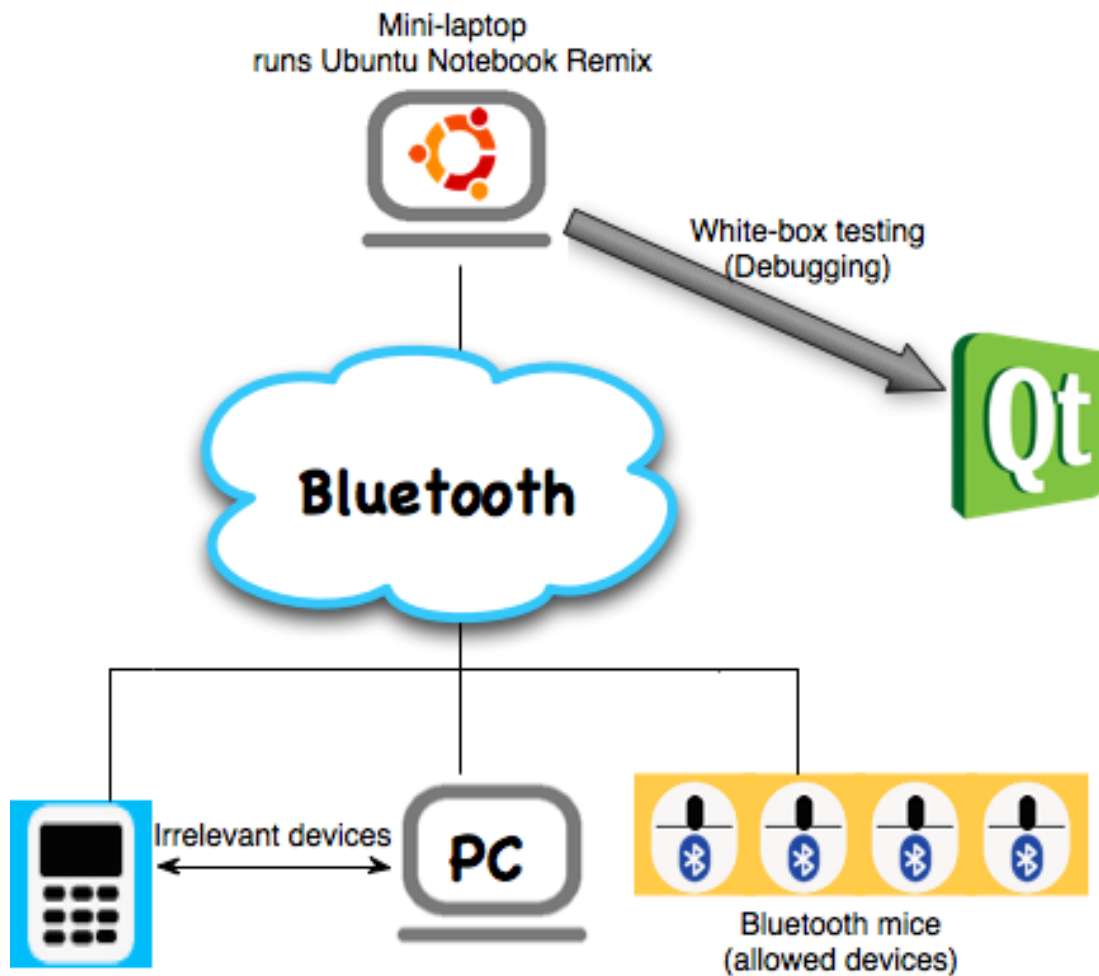 Mini-laptop
runs Ubuntu Notebook Remix
White-box testing
(Debugging)
Qt
Bluetooth
Irrelevant devices
PC
Bluetooth mice
(allowed devices)